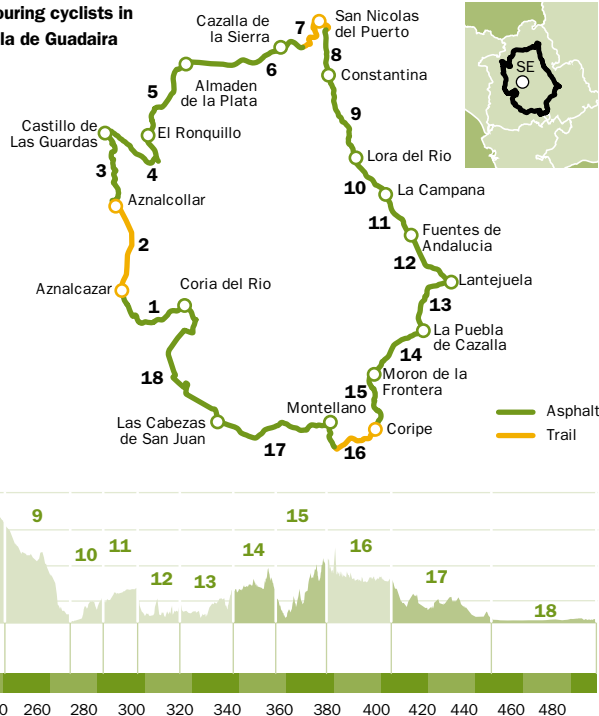 ouring cyclists in
la de Guadaira
Cazalla de
la Sierra
7
San Nicolas
del Puerto
SE
6
8
Constantina
5
Almaden
de la Plata
9
Castillo de
Las Guardas
El Ronquillo
4
3
Lora del Rio
10
La Campana
Aznalcollar
11
Fuentes de
Andalucia
2
12
Aznalcazar
Coria del Rio
Lantejuela
1
13
La Puebla
de Cazalla
14
18
Moron de la
Frontera
15
Montellano
Las Cabezas
de San Juan
Coripe
17
16
Asphalt
Trail
9
10
11
12
13
14
15
16
17
18
0 260 280 300 320 340 360 380 400 420 440 460 480